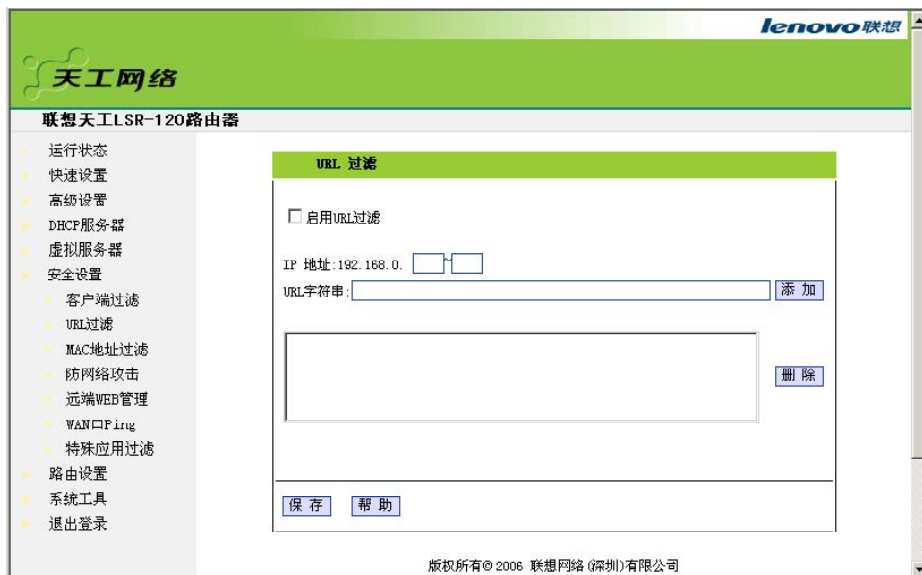 lenovo联想
天工网络
联想天工LSR-120路由器
运行状态
快速设置
高级设置
DHCP服务器
虚拟服务器
安全设置
客户端过滤
URL过滤
MAC地址过滤
防网络攻击
远端WEB管理
WAN口Ping
特殊应用过滤
路由设置
系统工具
退出登录
URL 过滤
启用URL过滤
IP 地址:192.168.0. ~
URL字符串: 添 加
删 除
保 存 帮 助
版权所有© 2006 联想网络(深圳)有限公司